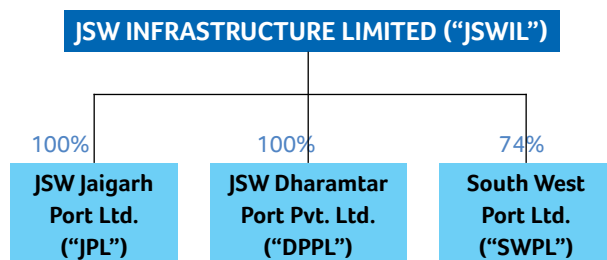 JSW INFRASTRUCTURE LIMITED (“JSWIL”)
100%
100%
74%
JSW Jaigarh
Port Ltd.
(“JPL”)
JSW Dharamtar
Port Pvt. Ltd.
(“DPPL”)
South West
Port Ltd.
(“SWPL”)